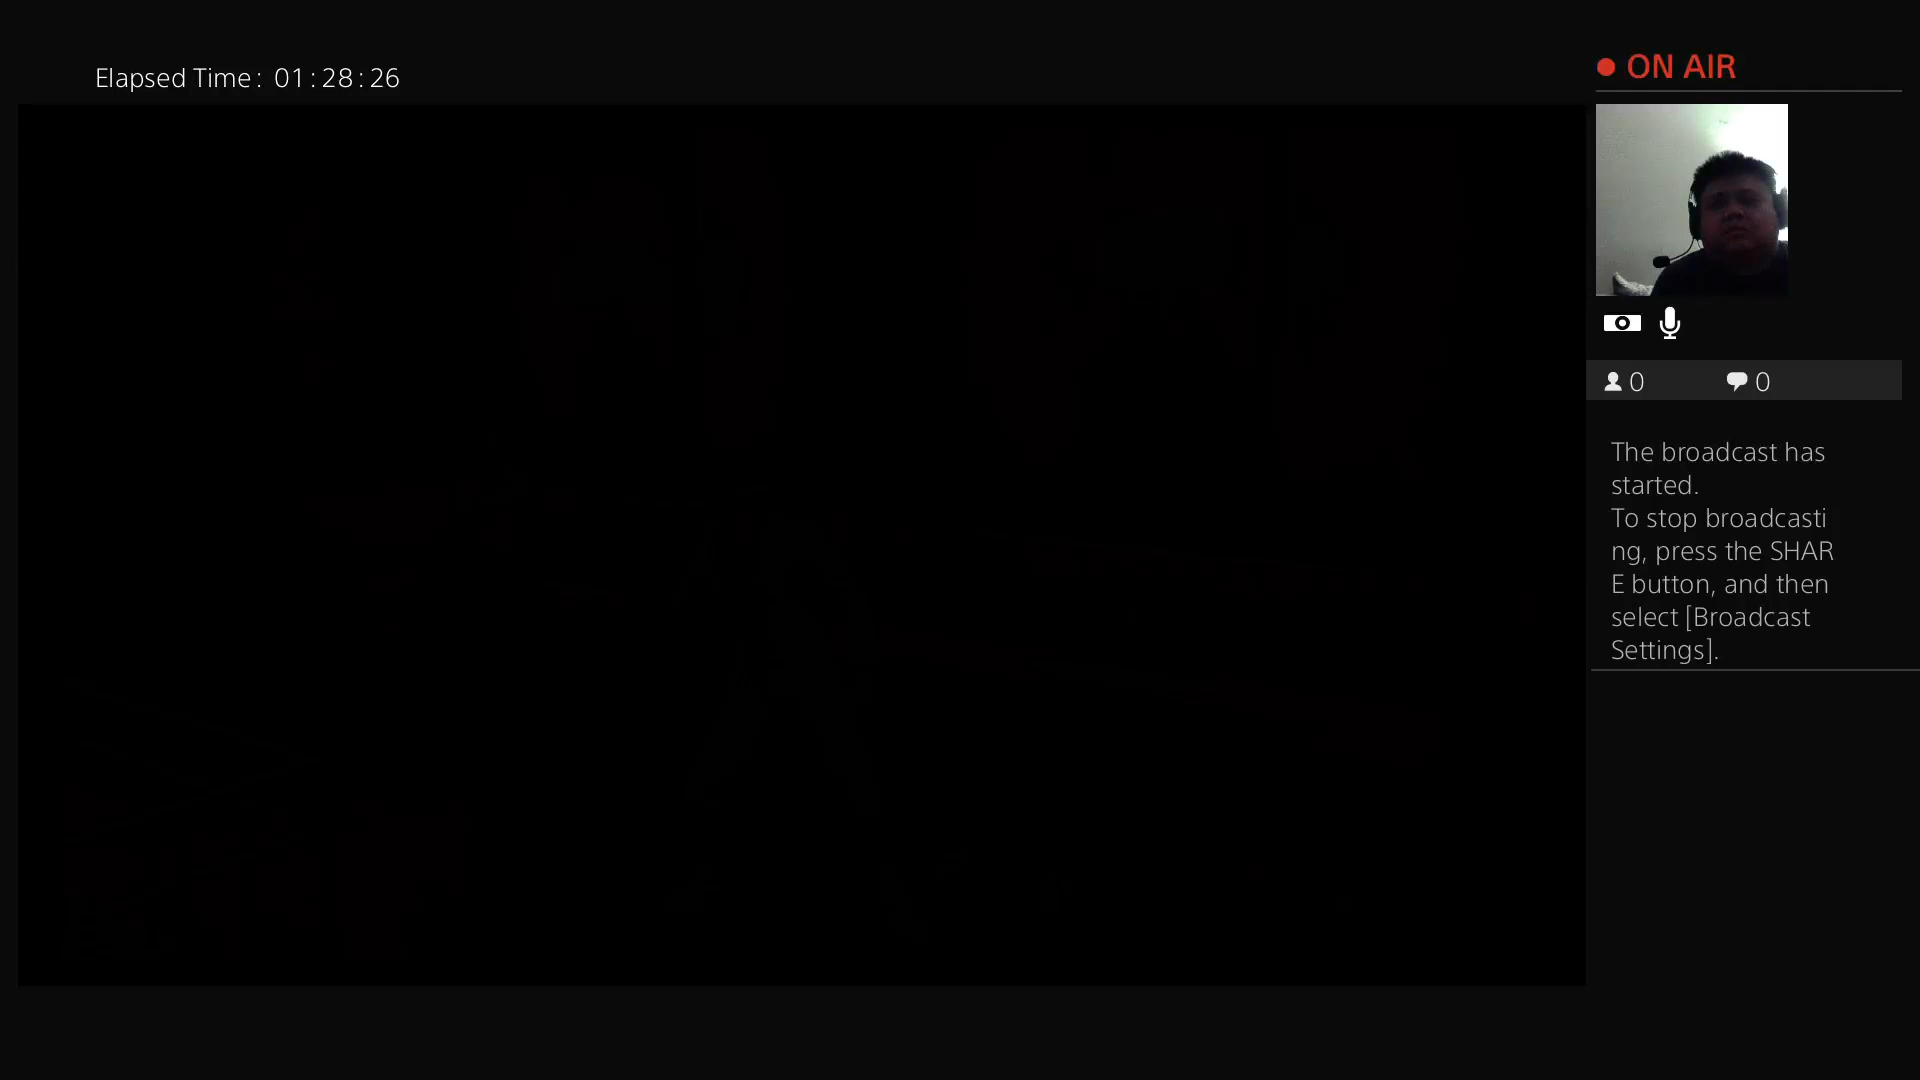 Elapsed Time: 01:28:26
ON AIR
0
0
The broadcast has
started.
To stop broadcasti
ng, press the SHAR
E button, and then
select [Broadcast
Settings].